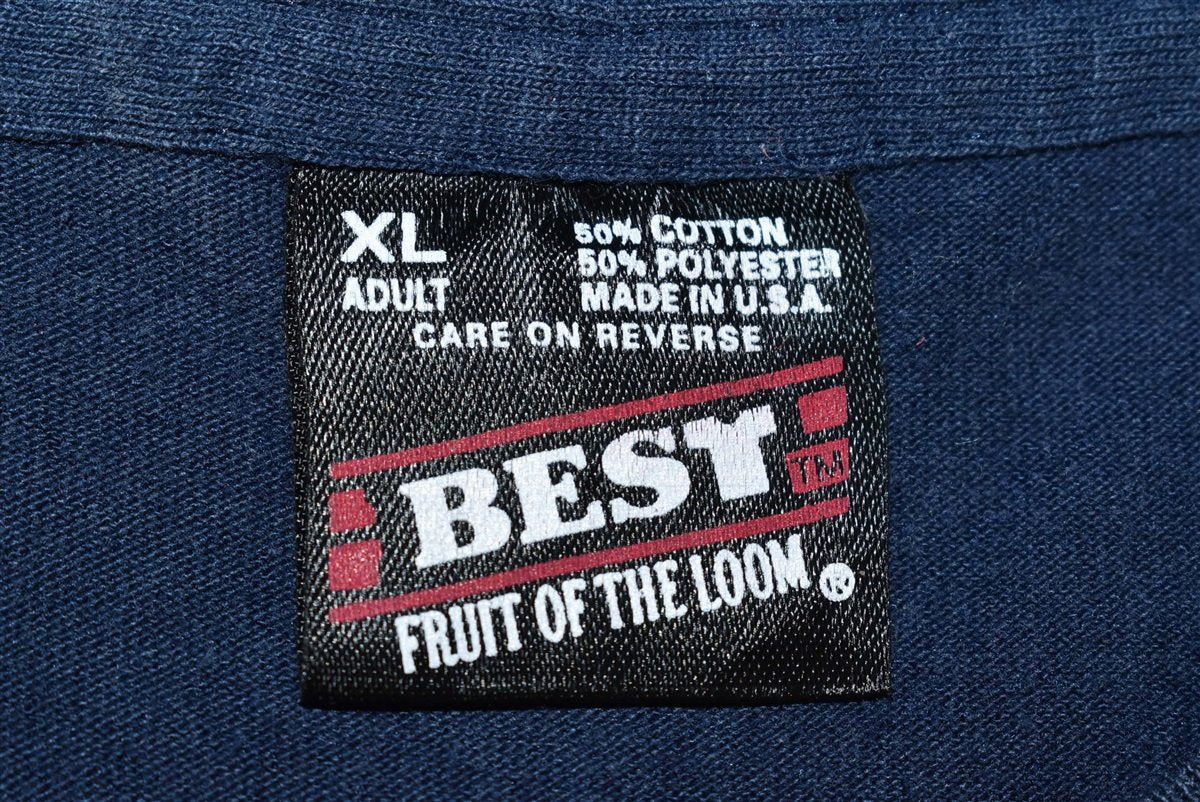 XL
ADULT
50% COTTON
50% POLYESTER
MADE IN U.S.A.
CARE ON REVERSE
BEST
TM
FRUIT OF THE LOOM ®